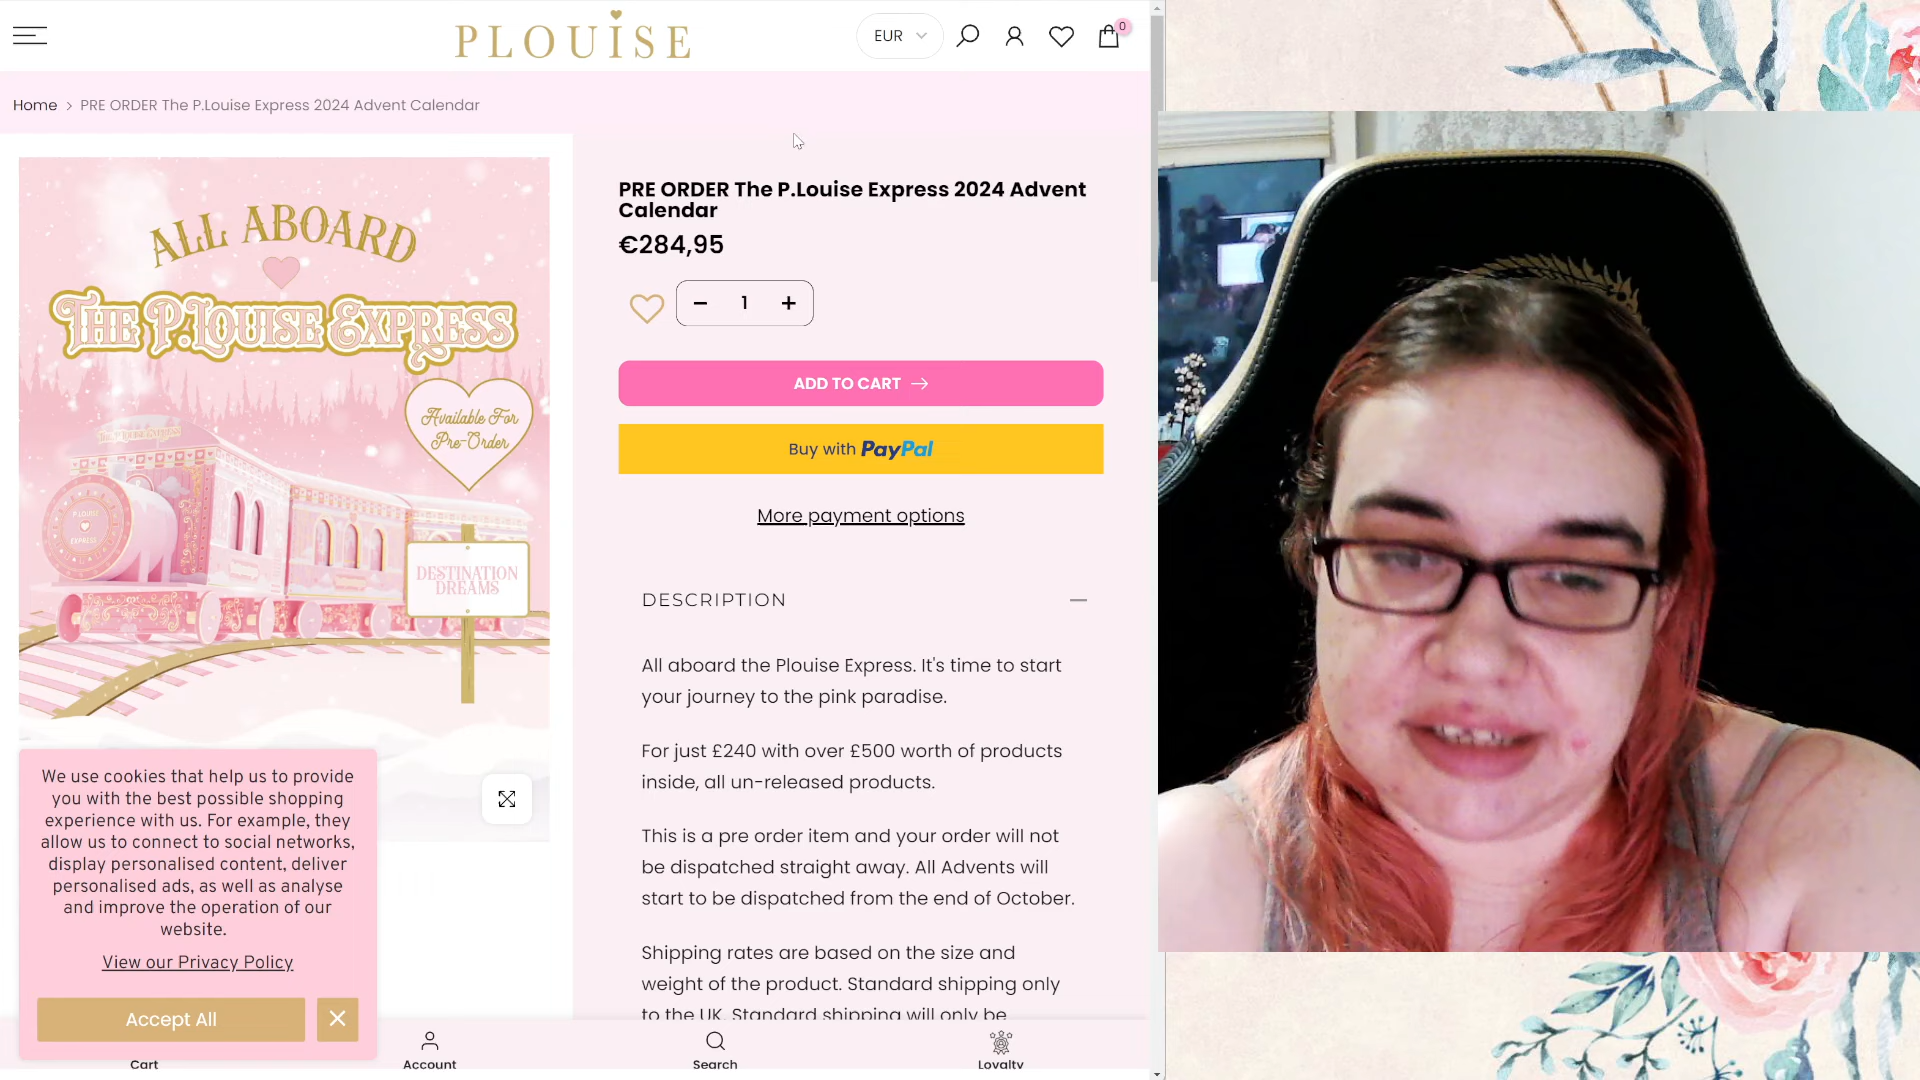 PLOUISE
EUR
0
Home > PRE ORDER The P.Louise Express 2024 Advent Calendar
ALL ABOARD
THE P.LOUISE EXPRESS
Available For
Pre-Order
P.LOUISE
EXPRESS
DESTINATION
DREAMS
PRE ORDER The P.Louise Express 2024 Advent
Calendar
€284,95
1
ADD TO CART
Buy with PayPal
More payment options
DESCRIPTION
All aboard the Plouise Express. It's time to start
your journey to the pink paradise.
For just £240 with over £500 worth of products
inside, all un-released products.
This is a pre order item and your order will not
be dispatched straight away. All Advents will
start to be dispatched from the end of October.
Shipping rates are based on the size and
weight of the product. Standard shipping only
to the UK. Standard shipping will only be
We use cookies that help us to provide
you with the best possible shopping
experience with us. For example, they
allow us to connect to social networks,
display personalised content, deliver
personalised ads, as well as analyse
and improve the operation of our
website.
View our Privacy Policy
Accept All
Cart
Account
Search
Loyalty